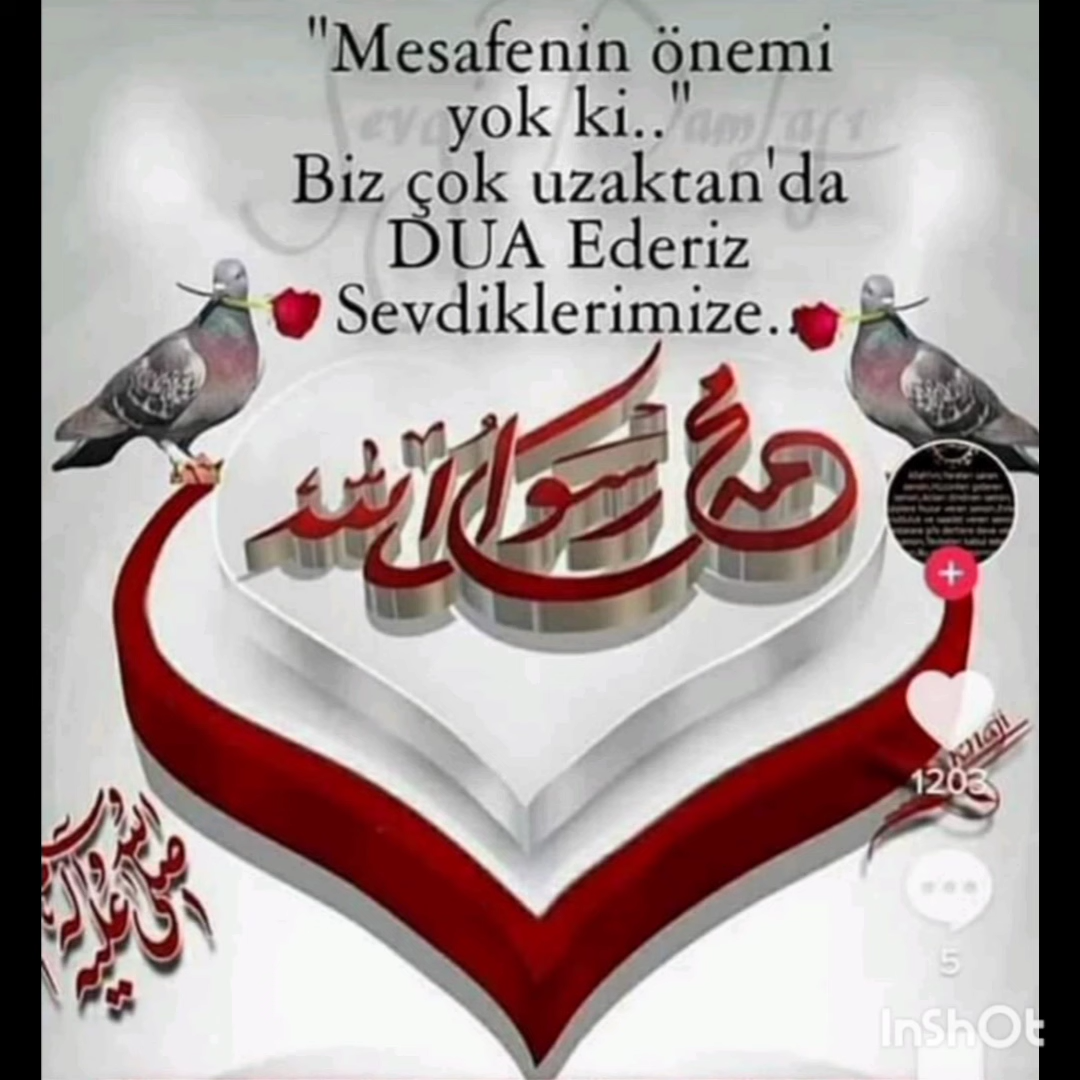 "Mesafenin önemi
yok ki.."
Biz çok uzaktan'da
DUA Ederiz
Sevdiklerimize..
محمد رسول الله
صلى الله عليه وآله وسلم
1203
5
InShOt